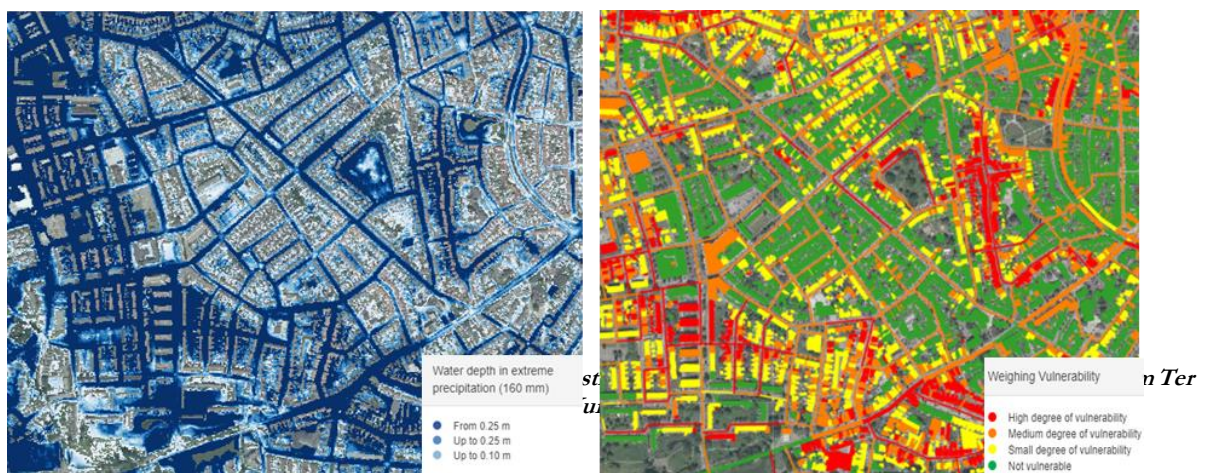 Water depth in extreme
precipitation (160 mm)
From 0.25 m
Up to 0.25 m
Up to 0.10 m
Weighing Vulnerability
High degree of vulnerability
Medium degree of vulnerability
Small degree of vulnerability
Not vulnerable
Ter